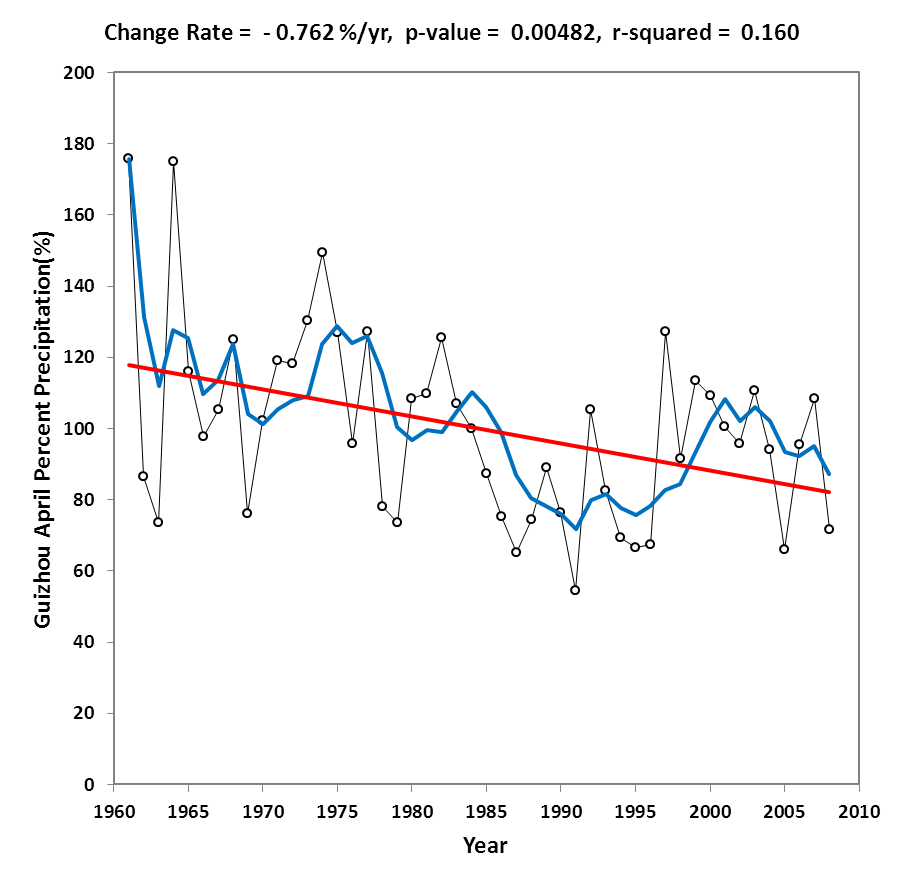 Change Rate = - 0.762 %/yr, p-value = 0.00482, r-squared = 0.160
Guizhou April Percent Precipitation(%)
200
180
160
140
120
100
80
60
40
20
0
1960 1965 1970 1975 1980 1985 1990 1995 2000 2005 2010
Year